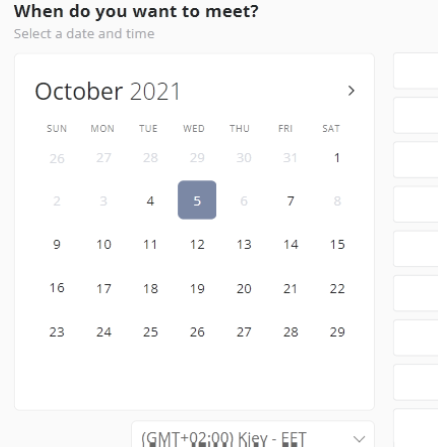 When do you want to meet?
Select a date and time
October 2021
SUN MON TUE WED THU FRI SAT
26 27 28 29 30 31 1
2 3 4 5 6 7 8
9 10 11 12 13 14 15
16 17 18 19 20 21 22
23 24 25 26 27 28 29
(GMT+02:00) Kiev - EET